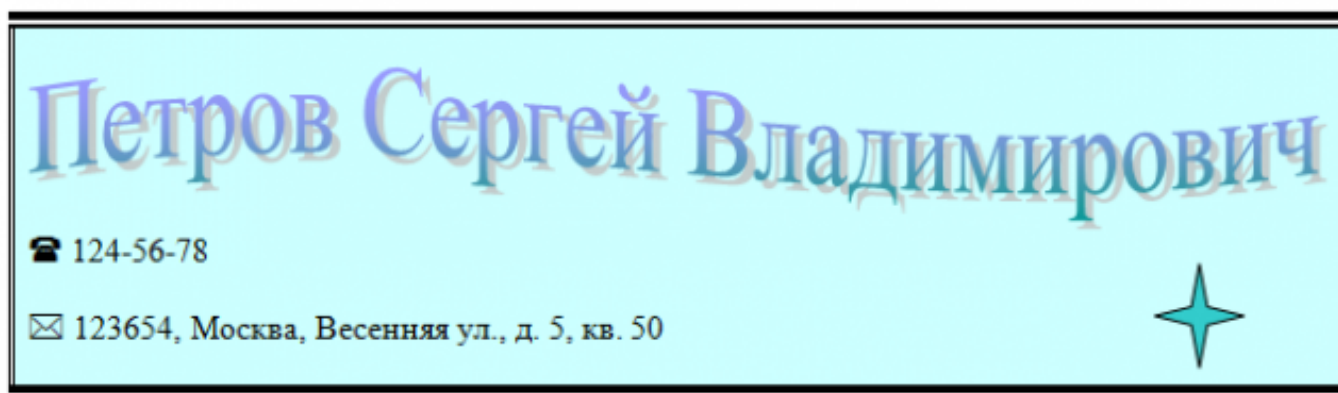 Петров Сергей Владимирович
☎ 124-56-78
✉ 123654, Москва, Весенняя ул., д. 5, кв. 50